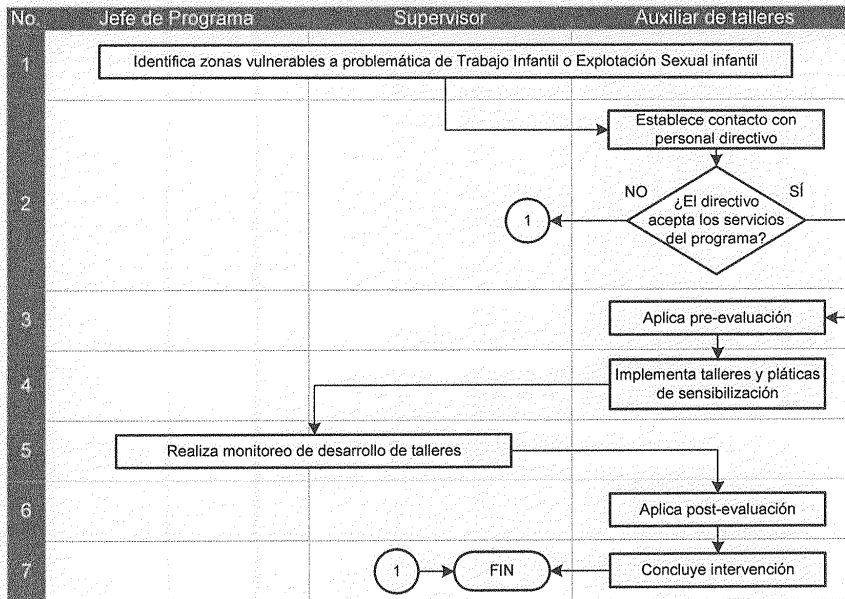 No. Jefe de Programa Supervisor Auxiliar de talleres
1
Identifica zonas vulnerables a problemática de Trabajo Infantil o Explotación Sexual infantil
Establece contacto con
personal directivo
2
NO
SÍ
¿El directivo
acepta los servicios
del programa?
1
3
Aplica pre-evaluación
4
Implementa talleres y pláticas
de sensibilización
5
Realiza monitoreo de desarrollo de talleres
6
Aplica post-evaluación
7
1
FIN
Concluye intervención